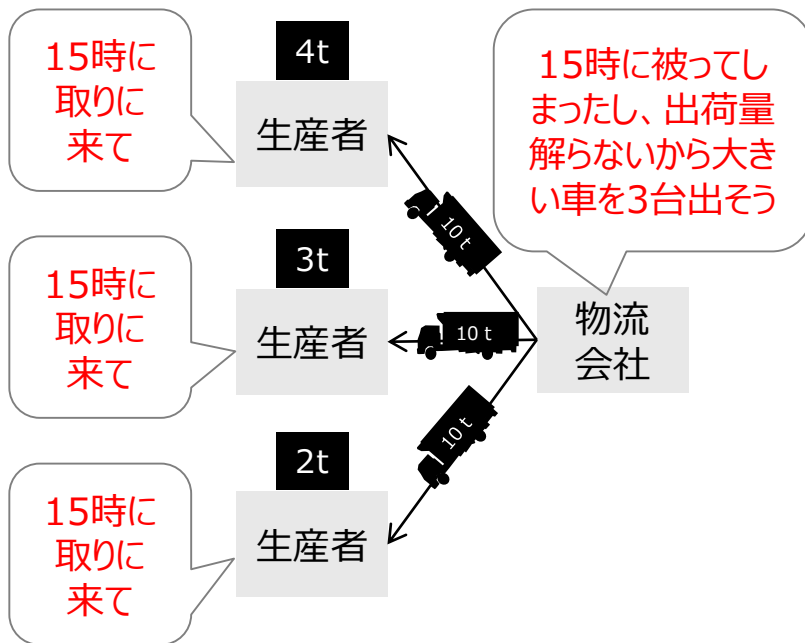 15時に
取りに
来て
4t
生産者
15時に被ってし
まったし、出荷量
解らないから大き
い車を3台出そう
10 t
15時に
取りに
来て
3t
生産者
10 t
物流
会社
15時に
取りに
来て
2t
生産者
10 t